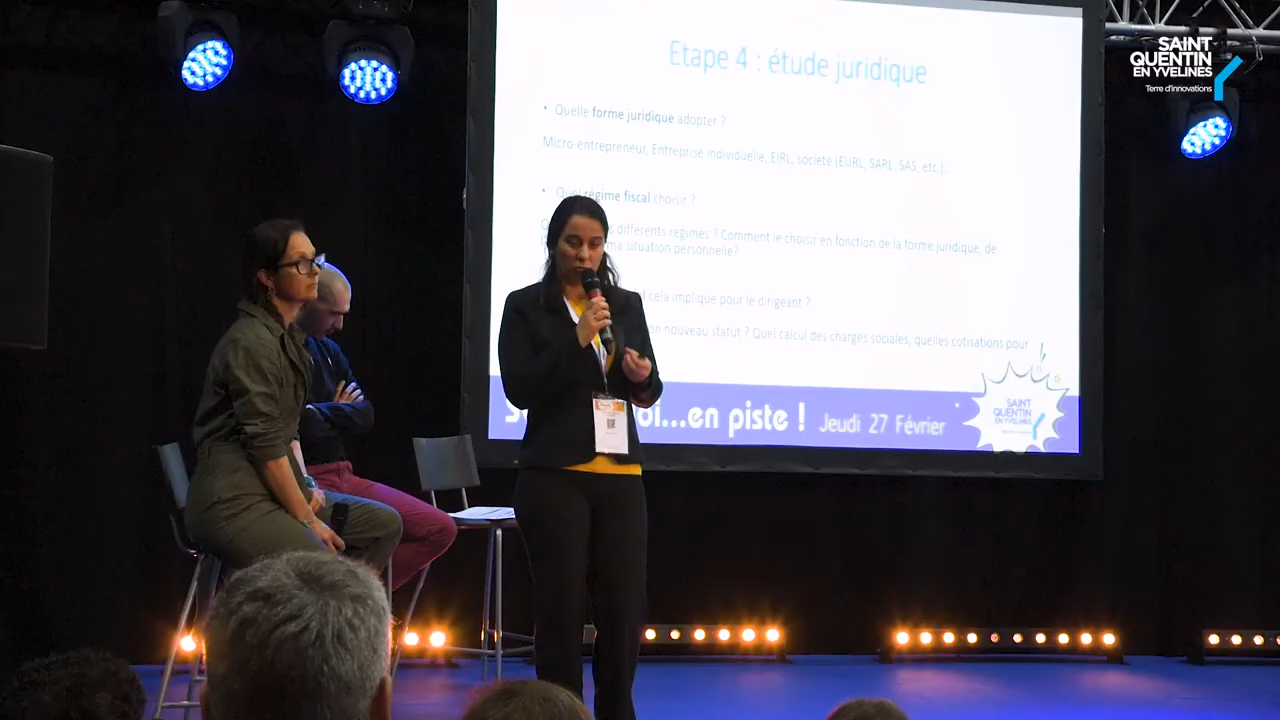 Etape 4 : étude juridique
• Quelle forme juridique adopter ?
Micro-entrepreneur, Entreprise individuelle, EIRL, société (EURL, SARL, SAS, etc.).
• Quel régime fiscal choisir ?
différents régimes ? Comment le choisir en fonction de la forme juridique, de
ma situation personnelle?
cela implique pour le dirigeant ?
nouveau statut ? Quel calcul des charges sociales, quelles cotisations pour
...en piste ! Jeudi 27 Février
SAINT
QUENTIN
EN YVELINES
SAINT
QUENTIN
EN YVELINES
Terre d'innovations